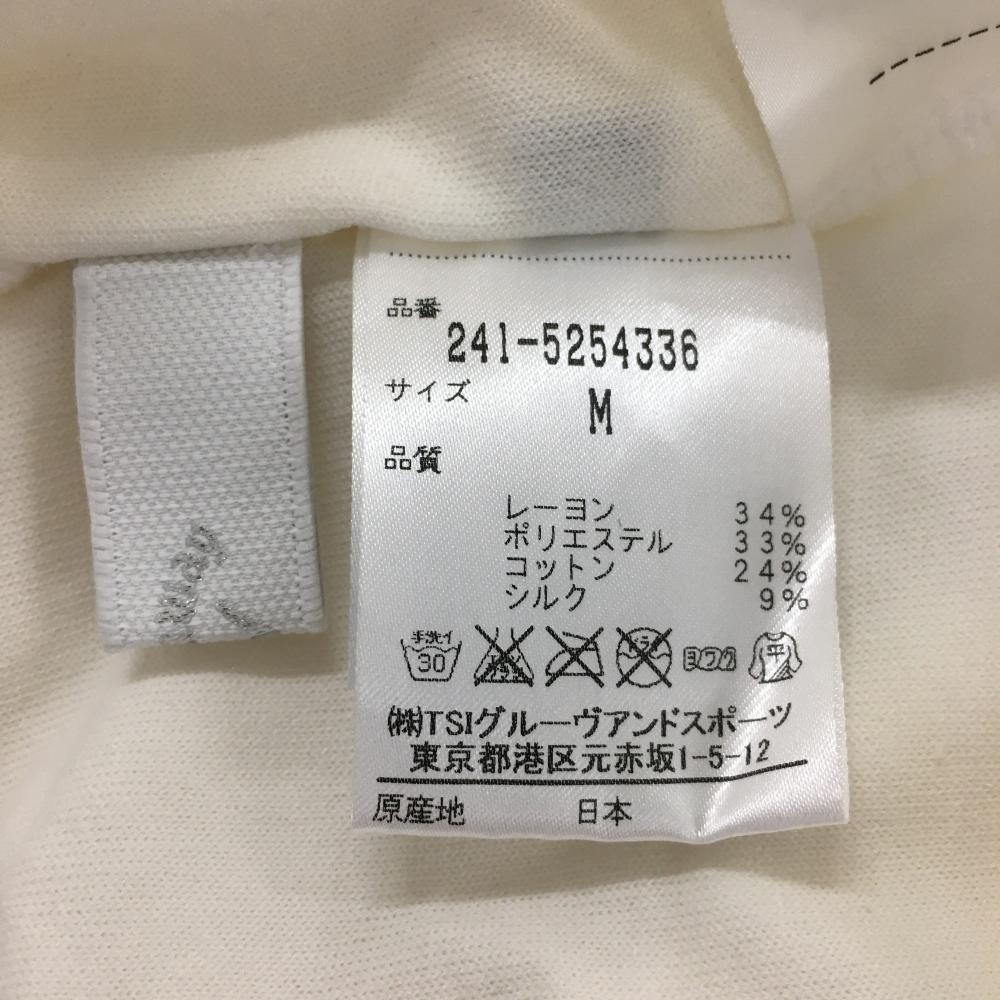 品番
241-5254336
サイズ
M
品質
レーヨン 34%
ポリエステル 33%
コットン 24%
シルク 9%
手洗イ
30
平
(株)TSIグルーヴアンドスポーツ
東京都港区元赤坂1-5-12
原産地 日本